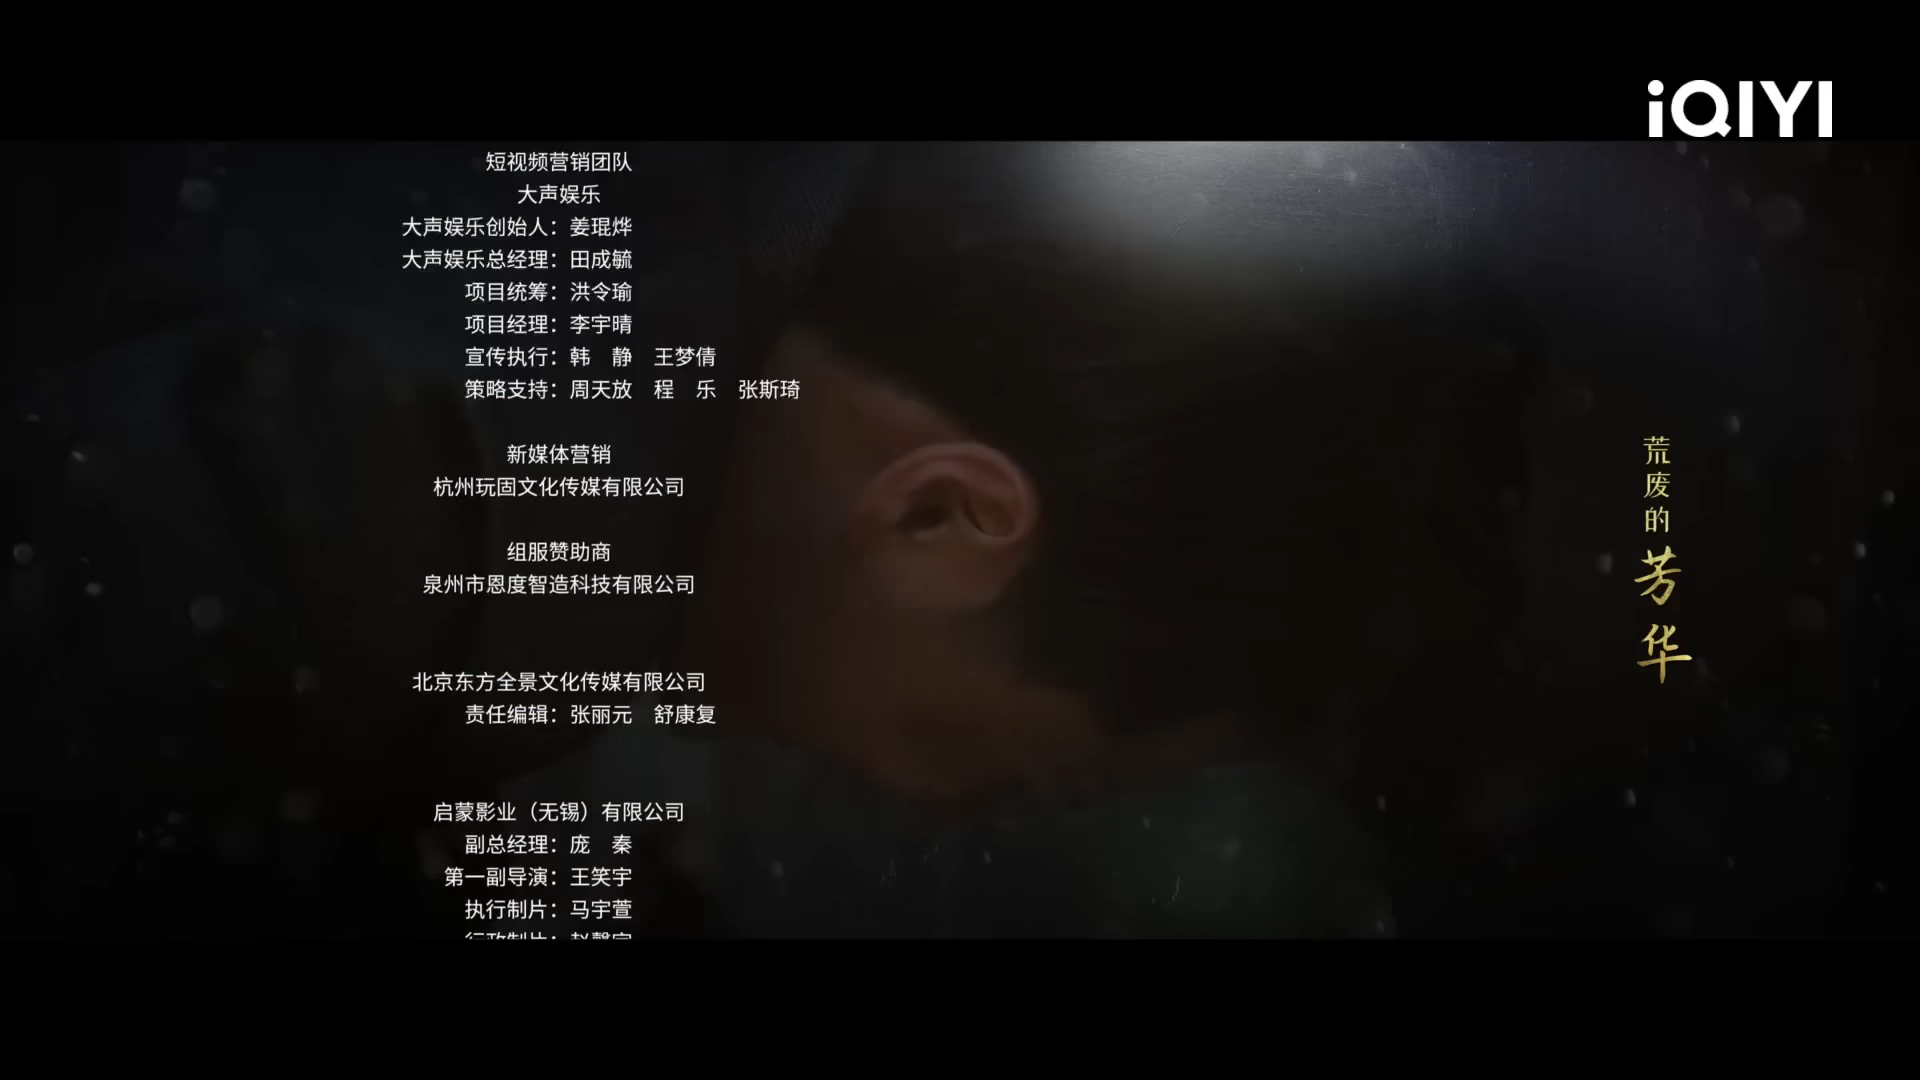 iQIYI
短视频营销团队
大声娱乐
大声娱乐创始人：姜琨烨
大声娱乐总经理：田成毓
项目统筹：洪令瑜
项目经理：李宇晴
宣传执行：韩　静　王梦倩
策略支持：周天放　程　乐　张斯琦
新媒体营销
杭州玩固文化传媒有限公司
组服赞助商
泉州市恩度智造科技有限公司
北京东方全景文化传媒有限公司
责任编辑：张丽元　舒康复
启蒙影业（无锡）有限公司
副总经理：庞　秦
第一副导演：王笑宇
执行制片：马宇萱
荒废的芳华